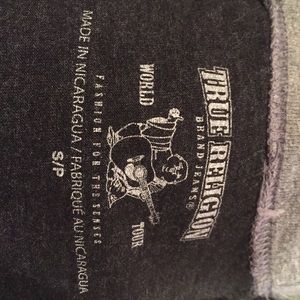 TRUE RELIGION
BRAND JEANS®
WORLD TOUR
FASHION FOR THE SENSES
MADE IN NICARAGUA / FABRIQUÉ AU NICARAGUA
S/P